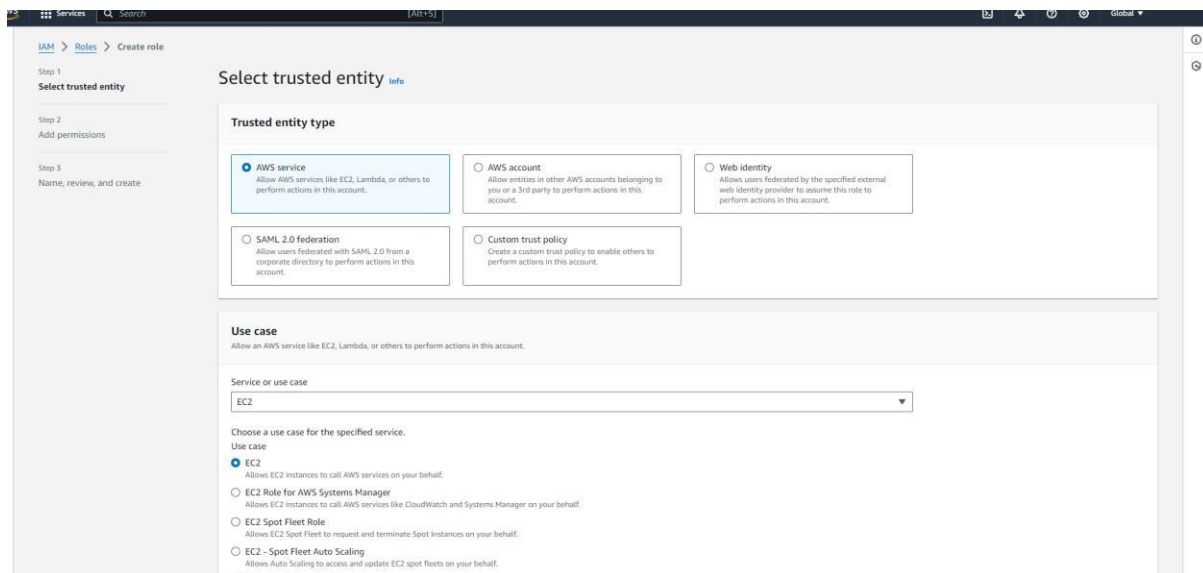 Services
Search
[Alt+S]
Global
IAM > Roles > Create role
Step 1
Select trusted entity
Step 2
Add permissions
Step 3
Name, review, and create
Select trusted entity Info
Trusted entity type
AWS service
Allow AWS services like EC2, Lambda, or others to
perform actions in this account.
AWS account
Allow entities in other AWS accounts belonging to
you or a 3rd party to perform actions in this
account.
Web identity
Allows users federated by the specified external
web identity provider to assume this role to
perform actions in this account.
SAML 2.0 federation
Allow users federated with SAML 2.0 from a
corporate directory to perform actions in this
account.
Custom trust policy
Create a custom trust policy to enable others to
perform actions in this account.
Use case
Allow an AWS service like EC2, Lambda, or others to perform actions in this account.
Service or use case
EC2
Choose a use case for the specified service.
Use case
EC2
Allows EC2 instances to call AWS services on your behalf.
EC2 Role for AWS Systems Manager
Allows EC2 instances to call AWS services like CloudWatch and Systems Manager on your behalf.
EC2 Spot Fleet Role
Allows EC2 Spot Fleet to request and terminate Spot Instances on your behalf.
EC2 - Spot Fleet Auto Scaling
Allows Auto Scaling to access and update EC2 spot fleets on your behalf.